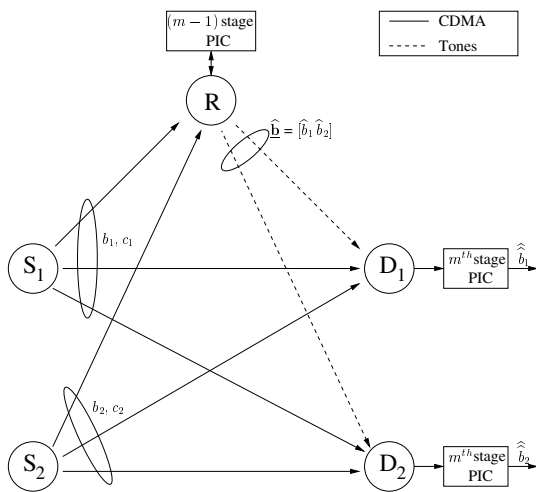 (m − 1) stage
PIC
CDMA
Tones
R
b̂ = [b̂₁ b̂₂]
b₁, c₁
S₁
D₁
mᵗʰ stage
PIC
b̂̂₁
b₂, c₂
S₂
D₂
mᵗʰ stage
PIC
b̂̂₂